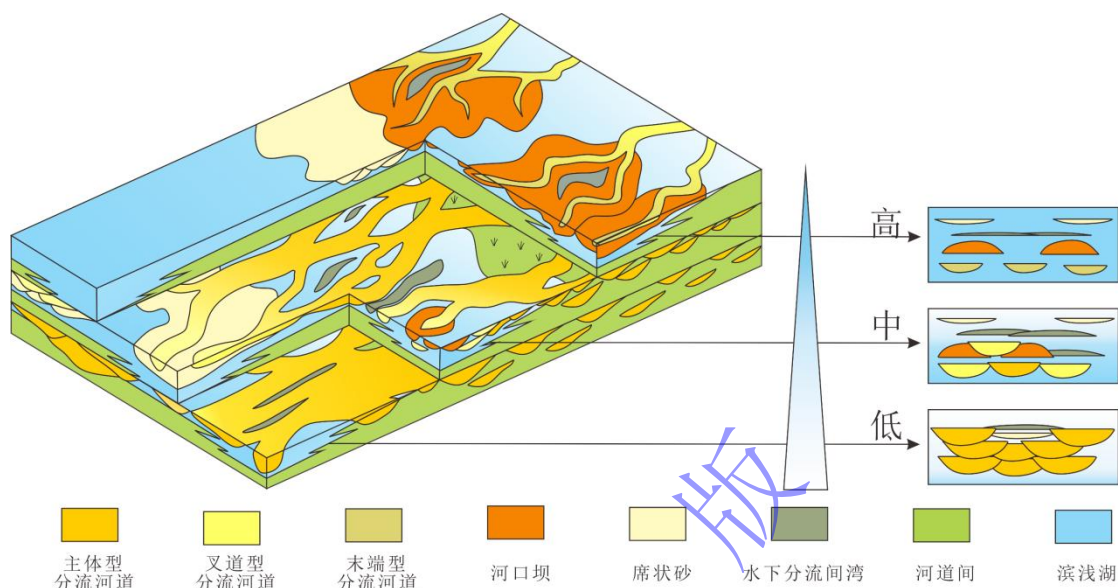 高
中
低
版
主体型
分流河道
叉道型
分流河道
末端型
分流河道
河口坝
席状砂
水下分流间湾
河道间
滨浅湖